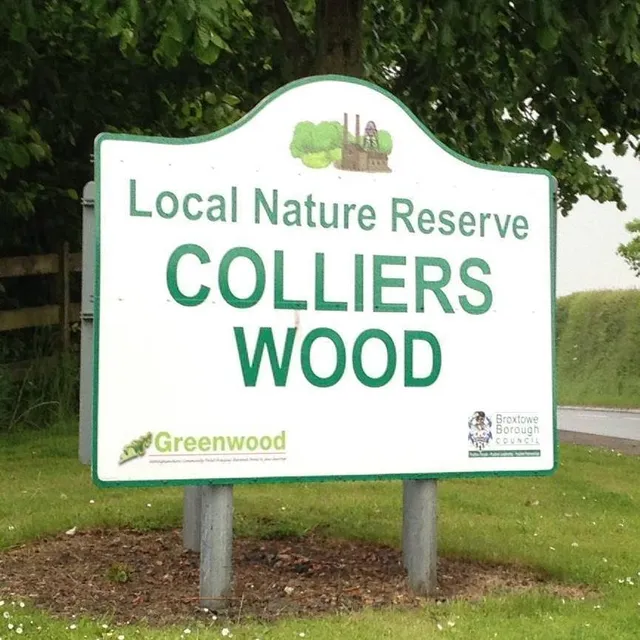 Local Nature Reserve
COLLIERS
WOOD
Greenwood
Broxtowe
Borough
COUNCIL